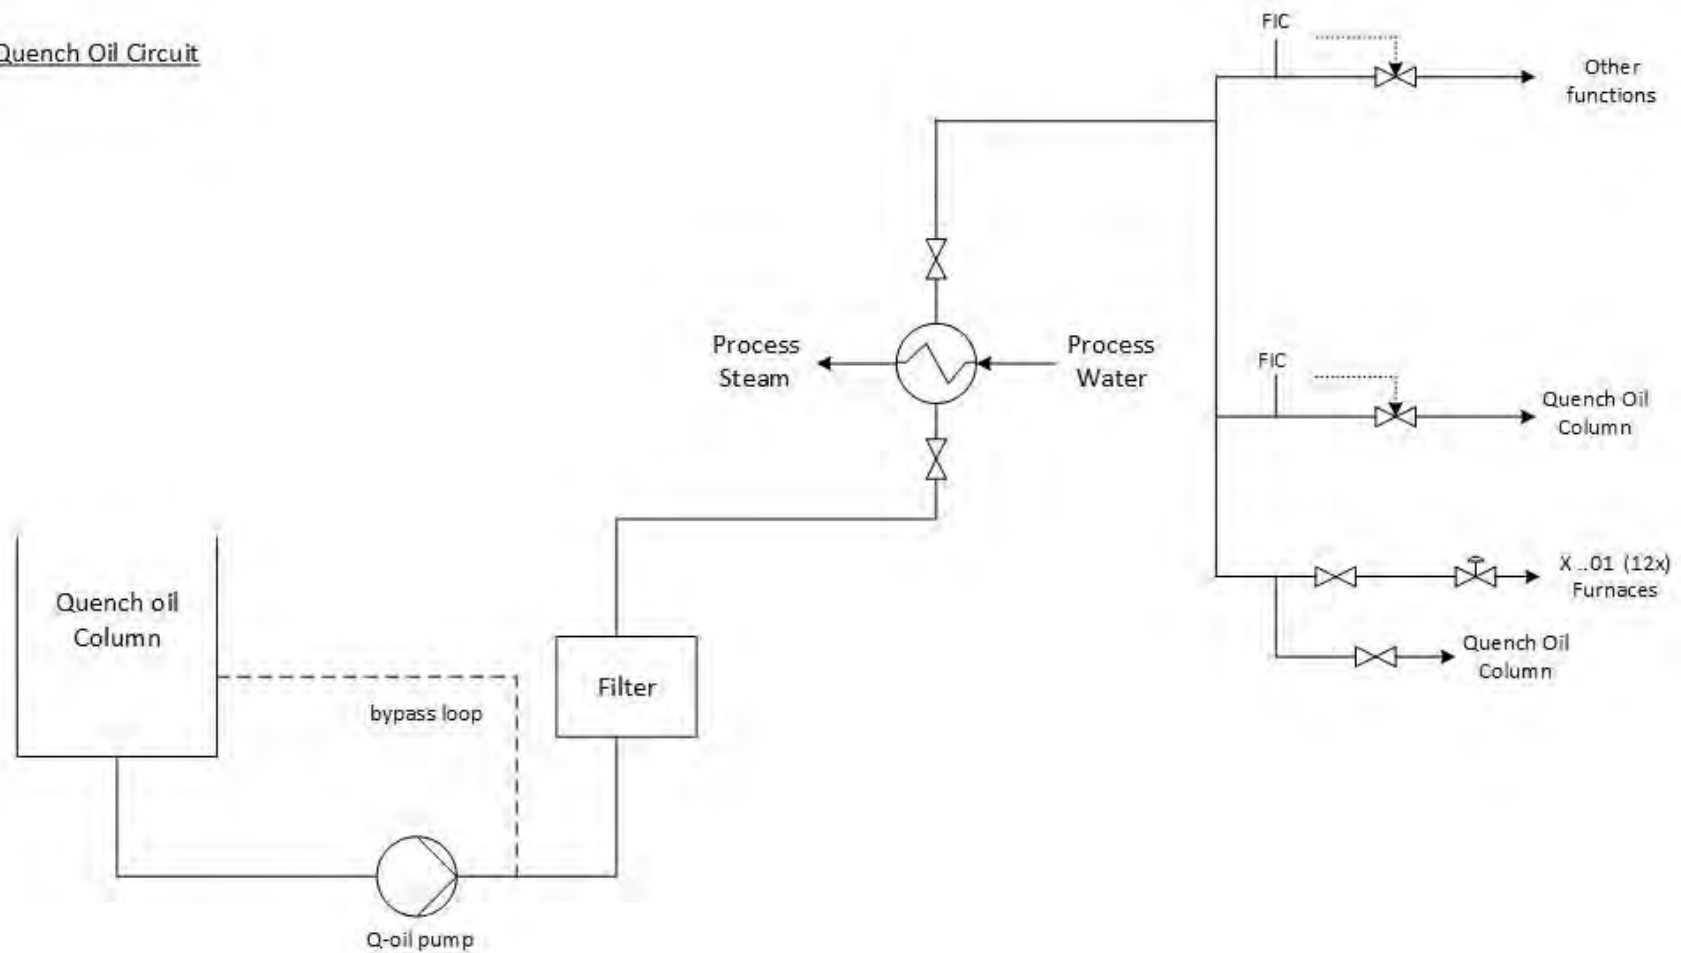 Quench Oil Circuit
FIC
Other
functions
Process
Steam
Process
Water
FIC
Quench Oil
Column
Quench oil
Column
X ..01 (12x)
Furnaces
Quench Oil
Column
Filter
bypass loop
Q-oil pump